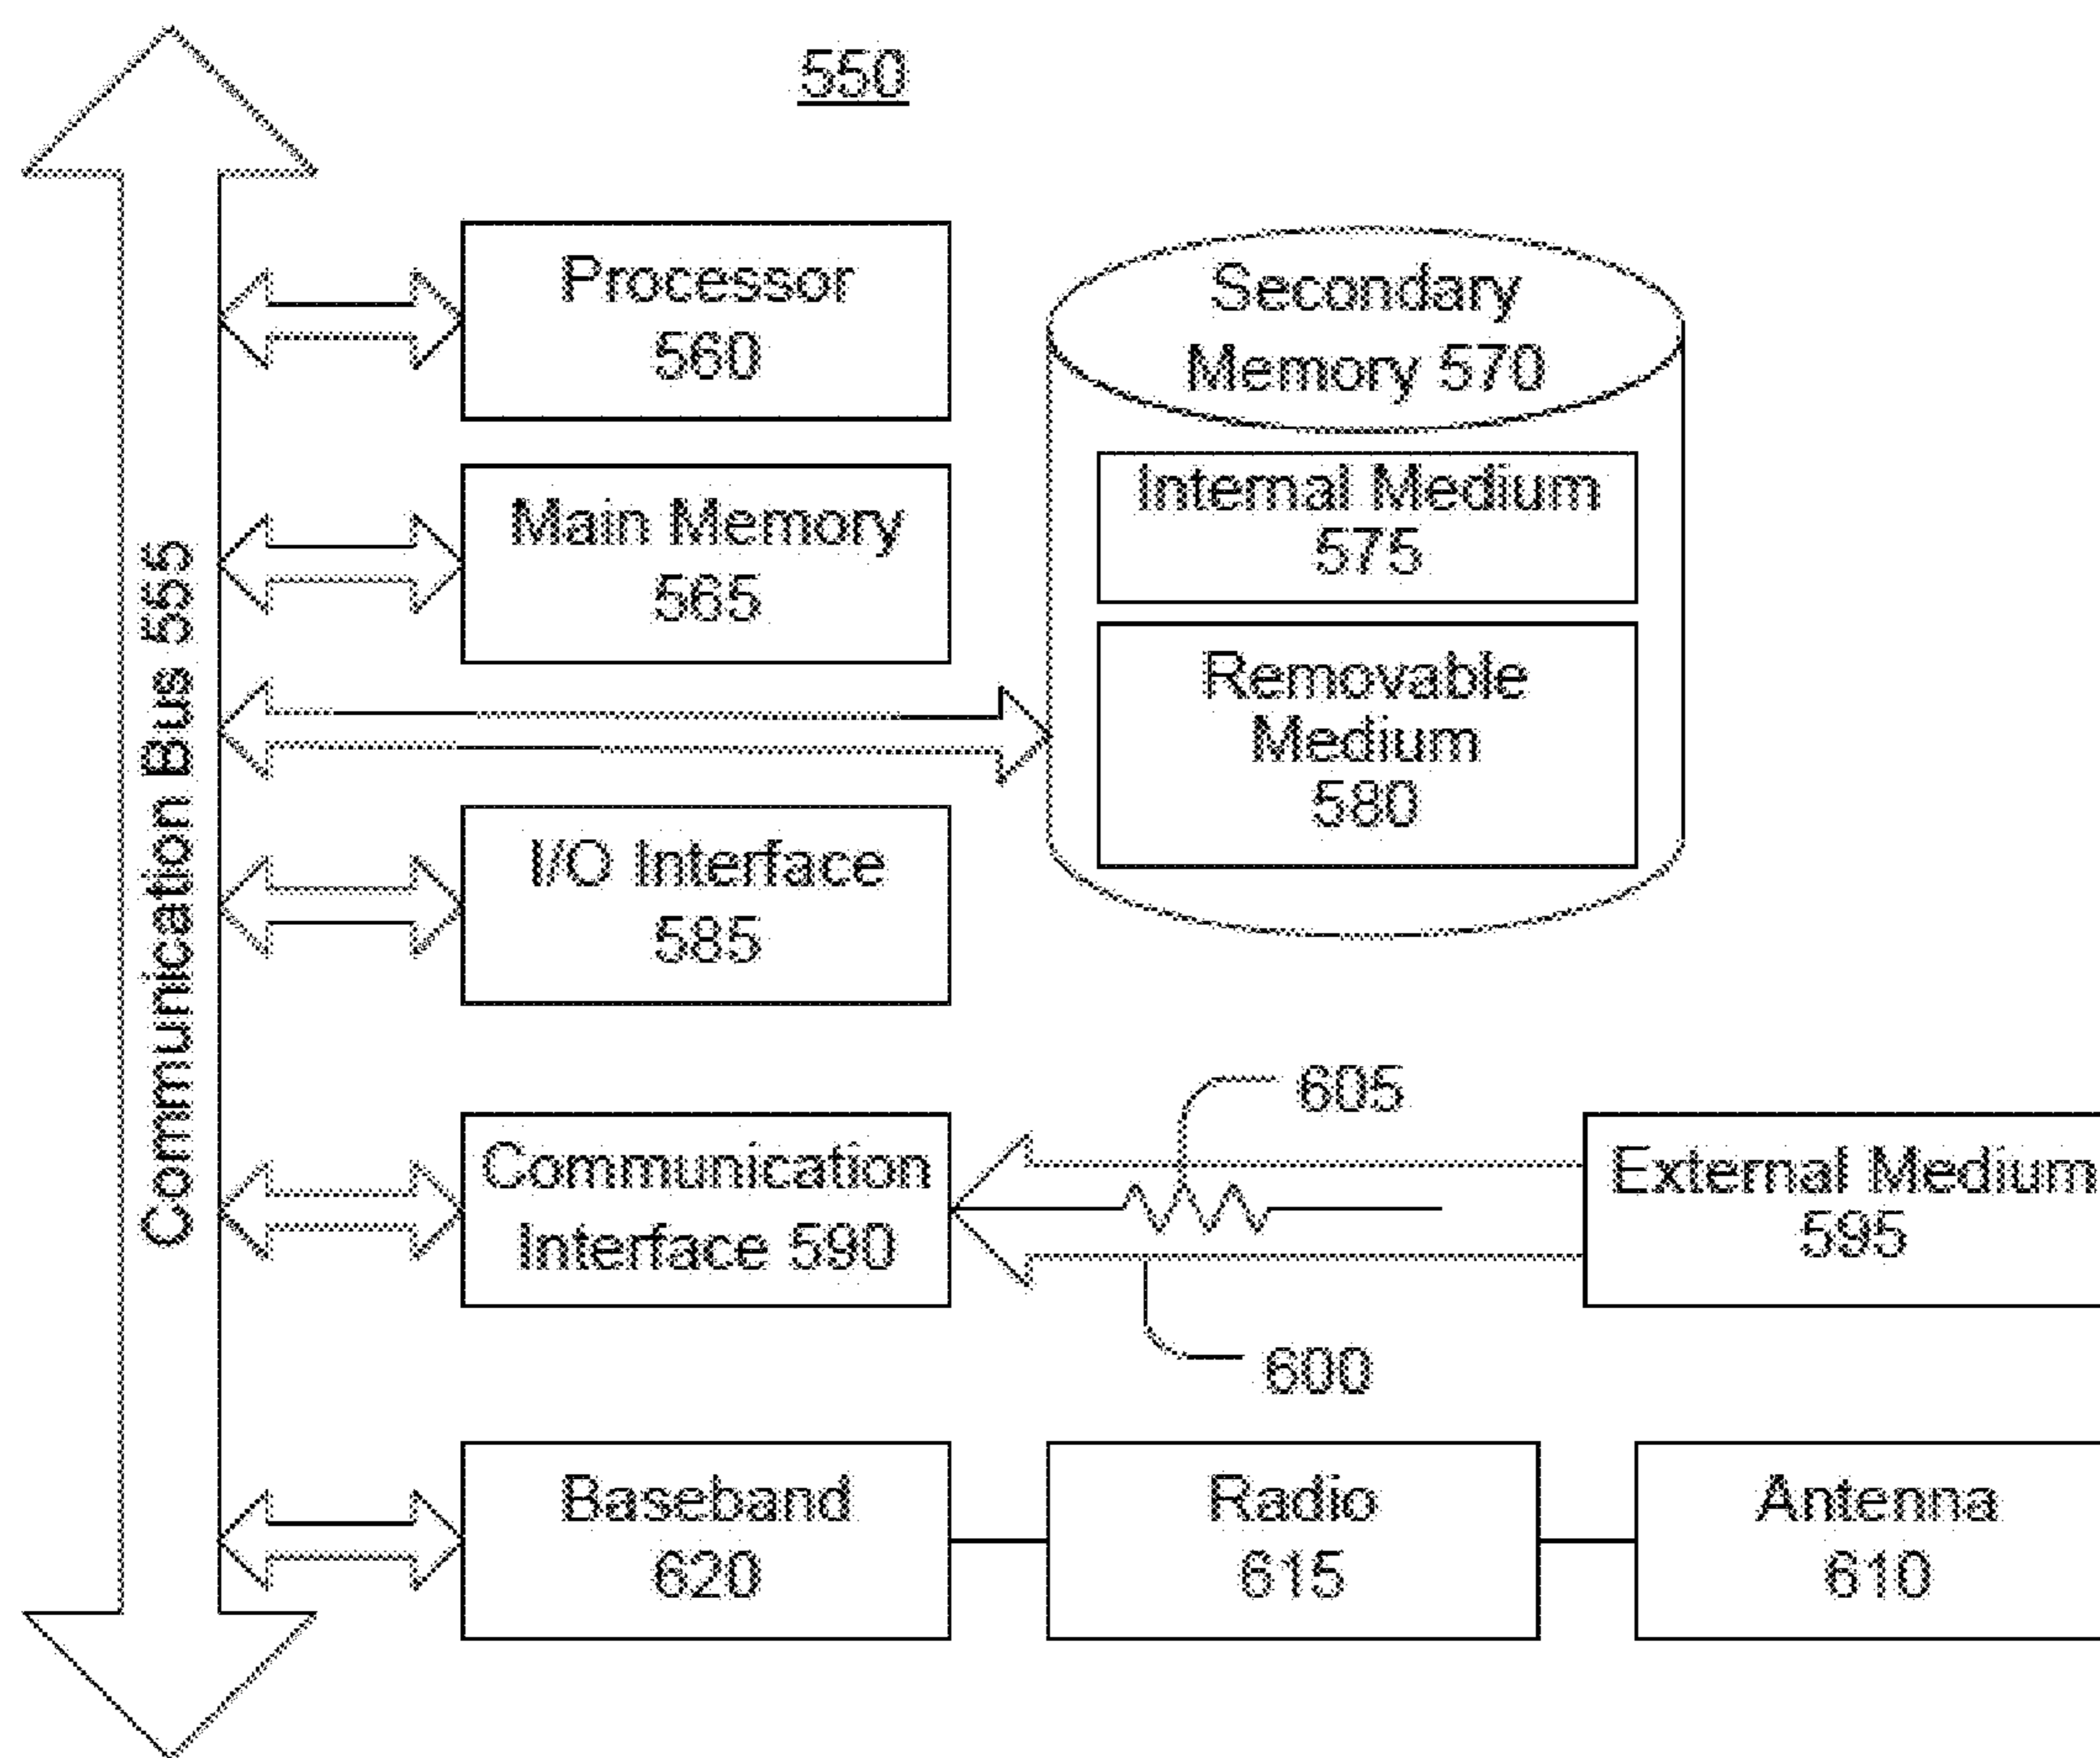 550
Communication Bus 555
Processor
560
Main Memory
565
Secondary
Memory 570
Internal Medium
575
Removable
Medium
580
I/O Interface
585
Communication
Interface 590
605
600
External Medium
595
Baseband
620
Radio
615
Antenna
610